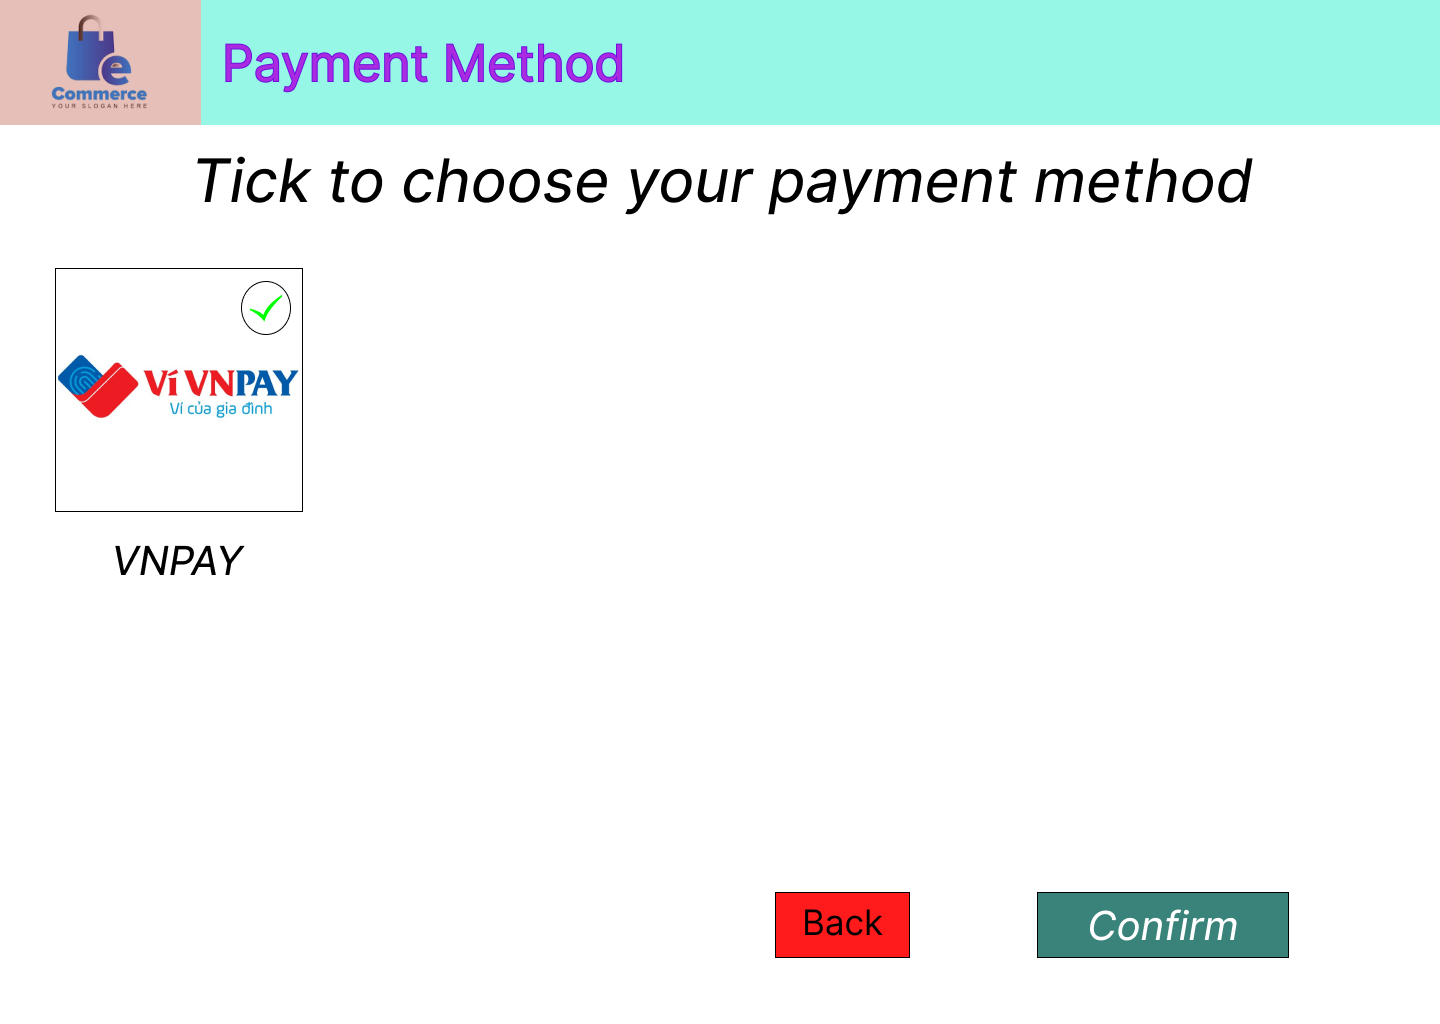 Commerce
YOUR SLOGAN HERE
Payment Method
Tick to choose your payment method
Ví VNPAY
Ví của gia đình
VNPAY
Back
Confirm